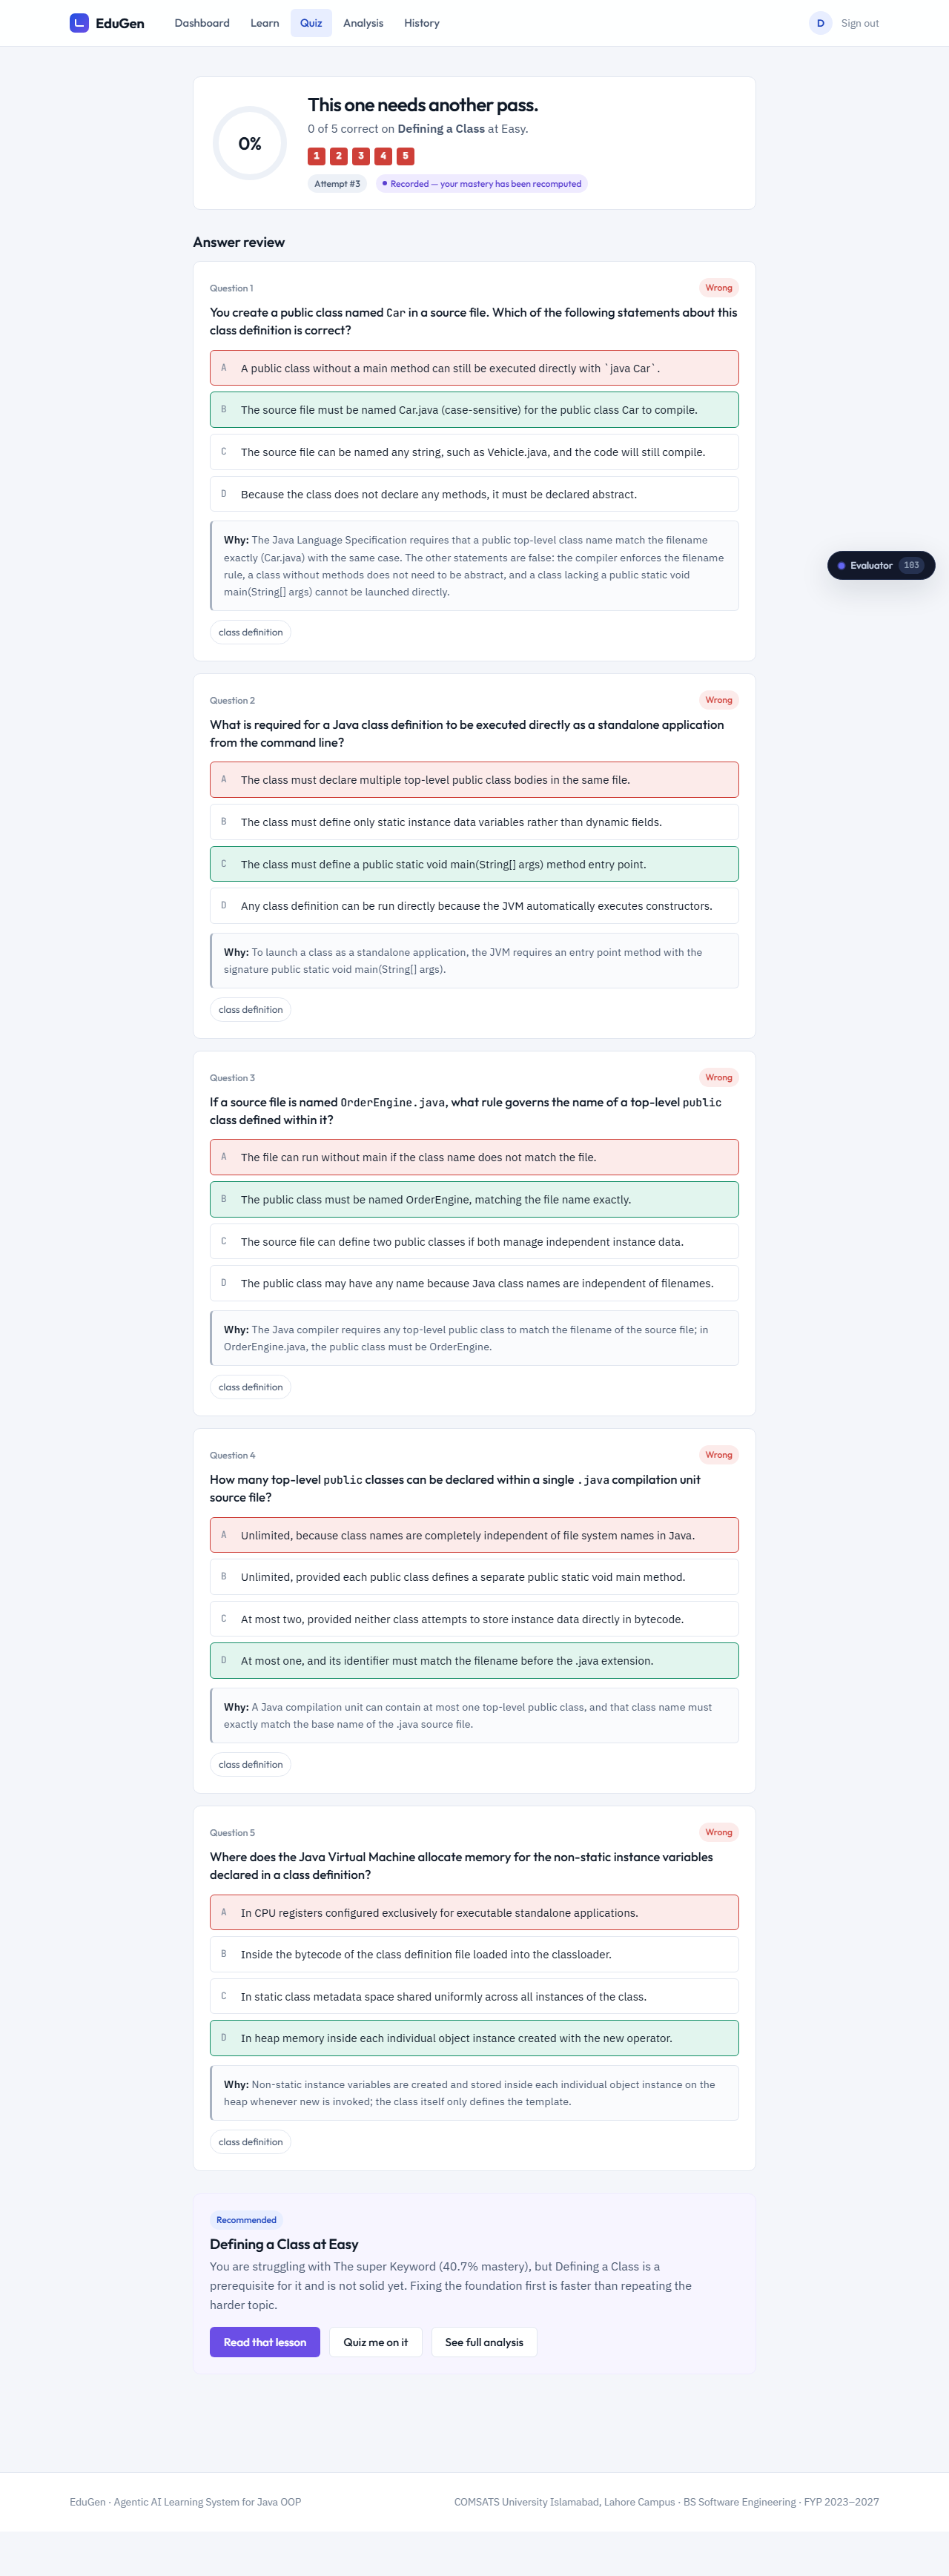 EduGen
Dashboard
Learn
Quiz
Analysis
History
D
Sign out
0%
This one needs another pass.
0 of 5 correct on Defining a Class at Easy.
1 2 3 4 5
Attempt #3
Recorded — your mastery has been recomputed
Answer review
Question 1
Wrong
You create a public class named Car in a source file. Which of the following statements about this
class definition is correct?
A A public class without a main method can still be executed directly with `java Car`.
B The source file must be named Car.java (case-sensitive) for the public class Car to compile.
C The source file can be named any string, such as Vehicle.java, and the code will still compile.
D Because the class does not declare any methods, it must be declared abstract.
Why: The Java Language Specification requires that a public top-level class name match the filename
exactly (Car.java) with the same case. The other statements are false: the compiler enforces the filename
rule, a class without methods does not need to be abstract, and a class lacking a public static void
main(String[] args) cannot be launched directly.
class definition
Evaluator 103
Question 2
Wrong
What is required for a Java class definition to be executed directly as a standalone application
from the command line?
A The class must declare multiple top-level public class bodies in the same file.
B The class must define only static instance data variables rather than dynamic fields.
C The class must define a public static void main(String[] args) method entry point.
D Any class definition can be run directly because the JVM automatically executes constructors.
Why: To launch a class as a standalone application, the JVM requires an entry point method with the
signature public static void main(String[] args).
class definition
Question 3
Wrong
If a source file is named OrderEngine.java, what rule governs the name of a top-level public
class defined within it?
A The file can run without main if the class name does not match the file.
B The public class must be named OrderEngine, matching the file name exactly.
C The source file can define two public classes if both manage independent instance data.
D The public class may have any name because Java class names are independent of filenames.
Why: The Java compiler requires any top-level public class to match the filename of the source file; in
OrderEngine.java, the public class must be OrderEngine.
class definition
Question 4
Wrong
How many top-level public classes can be declared within a single .java compilation unit
source file?
A Unlimited, because class names are completely independent of file system names in Java.
B Unlimited, provided each public class defines a separate public static void main method.
C At most two, provided neither class attempts to store instance data directly in bytecode.
D At most one, and its identifier must match the filename before the .java extension.
Why: A Java compilation unit can contain at most one top-level public class, and that class name must
exactly match the base name of the .java source file.
class definition
Question 5
Wrong
Where does the Java Virtual Machine allocate memory for the non-static instance variables
declared in a class definition?
A In CPU registers configured exclusively for executable standalone applications.
B Inside the bytecode of the class definition file loaded into the classloader.
C In static class metadata space shared uniformly across all instances of the class.
D In heap memory inside each individual object instance created with the new operator.
Why: Non-static instance variables are created and stored inside each individual object instance on the
heap whenever new is invoked; the class itself only defines the template.
class definition
Recommended
Defining a Class at Easy
You are struggling with The super Keyword (40.7% mastery), but Defining a Class is a
prerequisite for it and is not solid yet. Fixing the foundation first is faster than repeating the
harder topic.
Read that lesson
Quiz me on it
See full analysis
EduGen · Agentic AI Learning System for Java OOP
COMSATS University Islamabad, Lahore Campus · BS Software Engineering · FYP 2023–2027